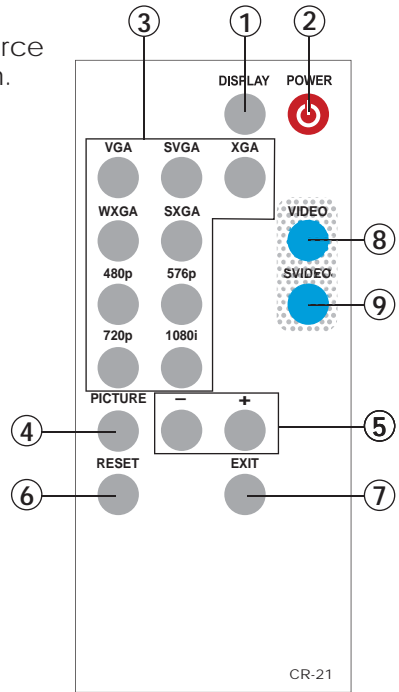 rce
n.
3 1 2
DISPLAY POWER
VGA SVGA XGA
WXGA SXGA VIDEO
8
480p 576p SVIDEO
9
720p 1080i
PICTURE − +
4 5
RESET EXIT
6 7
CR-21